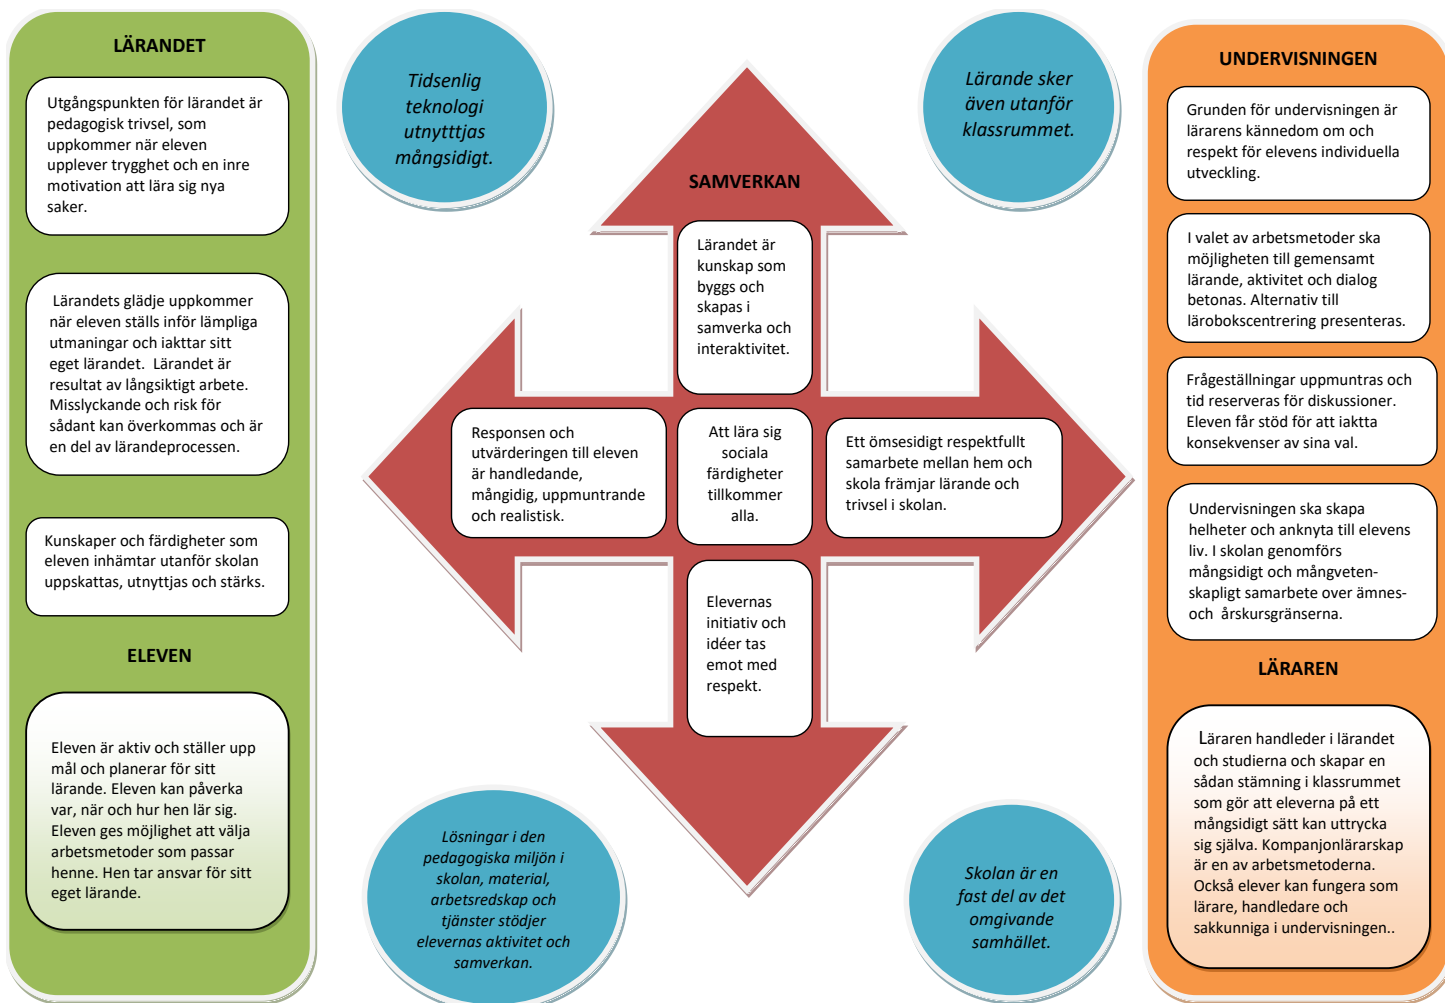 LÄRANDET
Utgångspunkten för lärandet är
pedagogisk trivsel, som
uppkommer när eleven
upplever trygghet och en inre
motivation att lära sig nya
saker.
Lärandets glädje uppkommer
när eleven ställs inför lämpliga
utmaningar och iakttar sitt
eget lärandet. Lärandet är
resultat av långsiktigt arbete.
Misslyckande och risk för
sådant kan överkommas och är
en del av lärandeprocessen.
Kunskaper och färdigheter som
eleven inhämtar utanför skolan
uppskattas, utnyttjas och stärks.
ELEVEN
Eleven är aktiv och ställer upp
mål och planerar för sitt
lärande. Eleven kan påverka
var, när och hur hen lär sig.
Eleven ges möjlighet att välja
arbetsmetoder som passar
henne. Hen tar ansvar för sitt
eget lärande.
Tidsenlig
teknologi
utnytttjas
mångsidigt.
Lärande sker
även utanför
klassrummet.
SAMVERKAN
Lärandet är
kunskap som
byggs och
skapas i
samverka och
interaktivitet.
Responsen och
utvärderingen till eleven
är handledande,
mångidig, uppmuntrande
och realistisk.
Att lära sig
sociala
färdigheter
tillkommer
alla.
Ett ömsesidigt respektfullt
samarbete mellan hem och
skola främjar lärande och
trivsel i skolan.
Elevernas
initiativ och
idéer tas
emot med
respekt.
Lösningar i den
pedagogiska miljön i
skolan, material,
arbetsredskap och
tjänster stödjer
elevernas aktivitet och
samverkan.
Skolan är en
fast del av det
omgivande
samhället.
UNDERVISNINGEN
Grunden för undervisningen är
lärarens kännedom om och
respekt för elevens individuella
utveckling.
I valet av arbetsmetoder ska
möjligheten till gemensamt
lärande, aktivitet och dialog
betonas. Alternativ till
lärobokscentrering presenteras.
Frågeställningar uppmuntras och
tid reserveras för diskussioner.
Eleven får stöd för att iaktta
konsekvenser av sina val.
Undervisningen ska skapa
helheter och anknyta till elevens
liv. I skolan genomförs
mångsidigt och mångveten-
skapligt samarbete over ämnes-
och årskursgränserna.
LÄRAREN
Läraren handleder i lärandet
och studierna och skapar en
sådan stämning i klassrummet
som gör att eleverna på ett
mångsidigt sätt kan uttrycka
sig själva. Kompanjonlärarskap
är en av arbetsmetoderna.
Också elever kan fungera som
lärare, handledare och
sakkunniga i undervisningen..